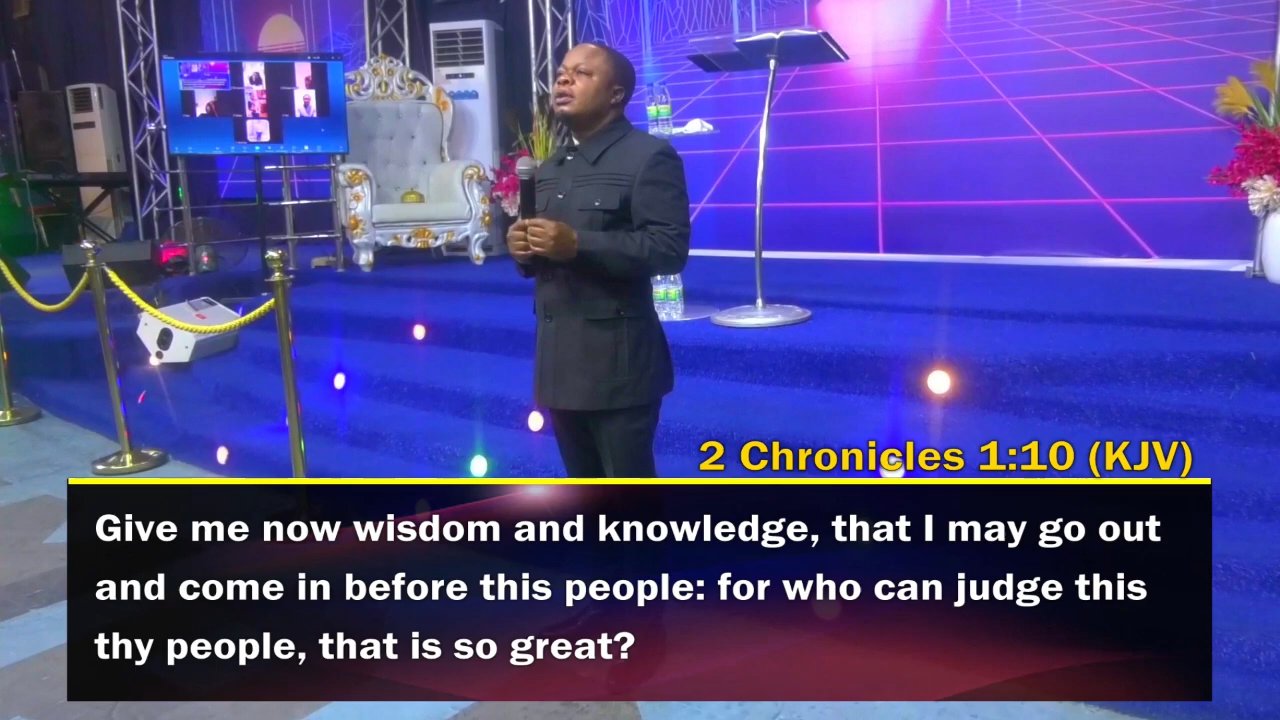 2 Chronicles 1:10 (KJV)
Give me now wisdom and knowledge, that I may go out
and come in before this people: for who can judge this
thy people, that is so great?